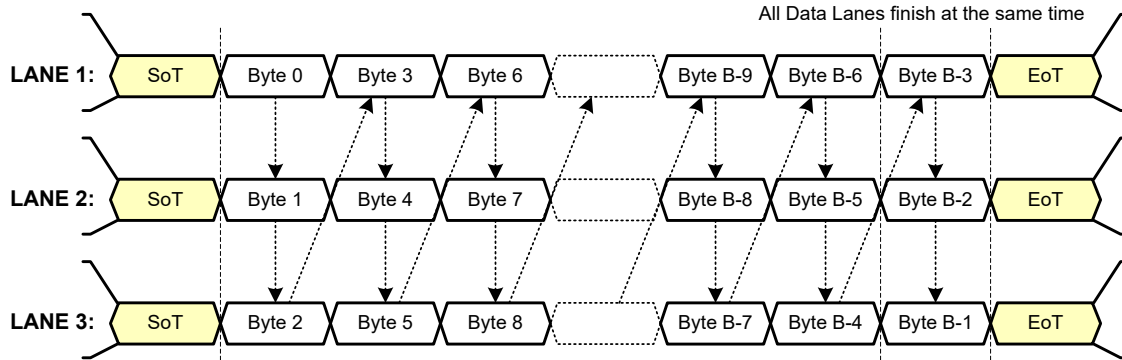 All Data Lanes finish at the same time
LANE 1: SoT Byte 0 Byte 3 Byte 6 Byte B-9 Byte B-6 Byte B-3 EoT
LANE 2: SoT Byte 1 Byte 4 Byte 7 Byte B-8 Byte B-5 Byte B-2 EoT
LANE 3: SoT Byte 2 Byte 5 Byte 8 Byte B-7 Byte B-4 Byte B-1 EoT